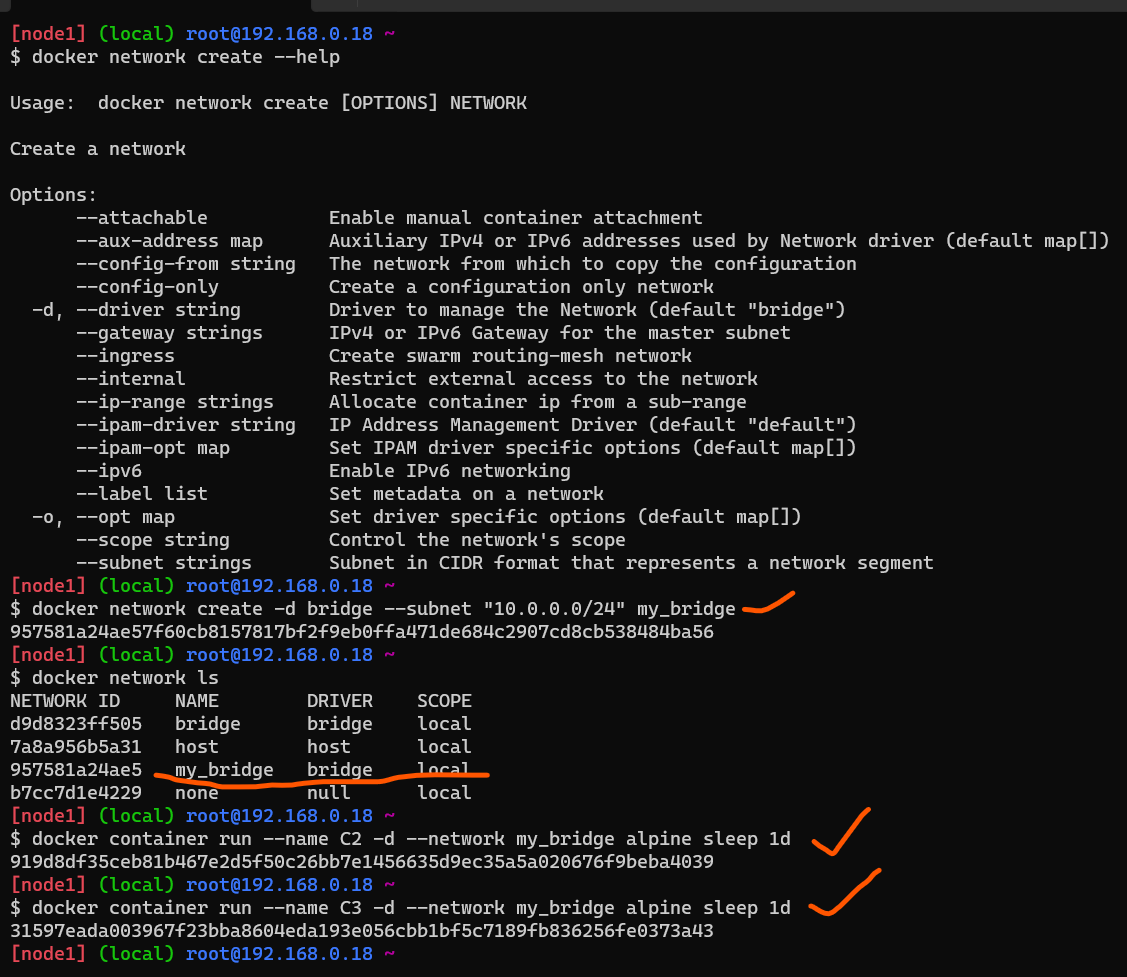 [node1] (local) root@192.168.0.18 ~
$ docker network create --help
Usage:  docker network create [OPTIONS] NETWORK
Create a network
Options:
      --attachable           Enable manual container attachment
      --aux-address map      Auxiliary IPv4 or IPv6 addresses used by Network driver (default map[])
      --config-from string   The network from which to copy the configuration
      --config-only          Create a configuration only network
  -d, --driver string        Driver to manage the Network (default "bridge")
      --gateway strings      IPv4 or IPv6 Gateway for the master subnet
      --ingress              Create swarm routing-mesh network
      --internal             Restrict external access to the network
      --ip-range strings     Allocate container ip from a sub-range
      --ipam-driver string   IP Address Management Driver (default "default")
      --ipam-opt map         Set IPAM driver specific options (default map[])
      --ipv6                 Enable IPv6 networking
      --label list           Set metadata on a network
  -o, --opt map              Set driver specific options (default map[])
      --scope string         Control the network's scope
      --subnet strings       Subnet in CIDR format that represents a network segment
[node1] (local) root@192.168.0.18 ~
$ docker network create -d bridge --subnet "10.0.0.0/24" my_bridge
957581a24ae57f60cb8157817bf2f9eb0ffa471de684c2907cd8cb538484ba56
[node1] (local) root@192.168.0.18 ~
$ docker network ls
NETWORK ID     NAME        DRIVER    SCOPE
d9d8323ff505   bridge      bridge    local
7a8a956b5a31   host        host      local
957581a24ae5   my_bridge   bridge    local
b7cc7d1e4229   none        null      local
[node1] (local) root@192.168.0.18 ~
$ docker container run --name C2 -d --network my_bridge alpine sleep 1d
919d8df35ceb81b467e2d5f50c26bb7e1456635d9ec35a5a020676f9beba4039
[node1] (local) root@192.168.0.18 ~
$ docker container run --name C3 -d --network my_bridge alpine sleep 1d
31597eada003967f23bba8604eda193e056cbb1bf5c7189fb836256fe0373a43
[node1] (local) root@192.168.0.18 ~